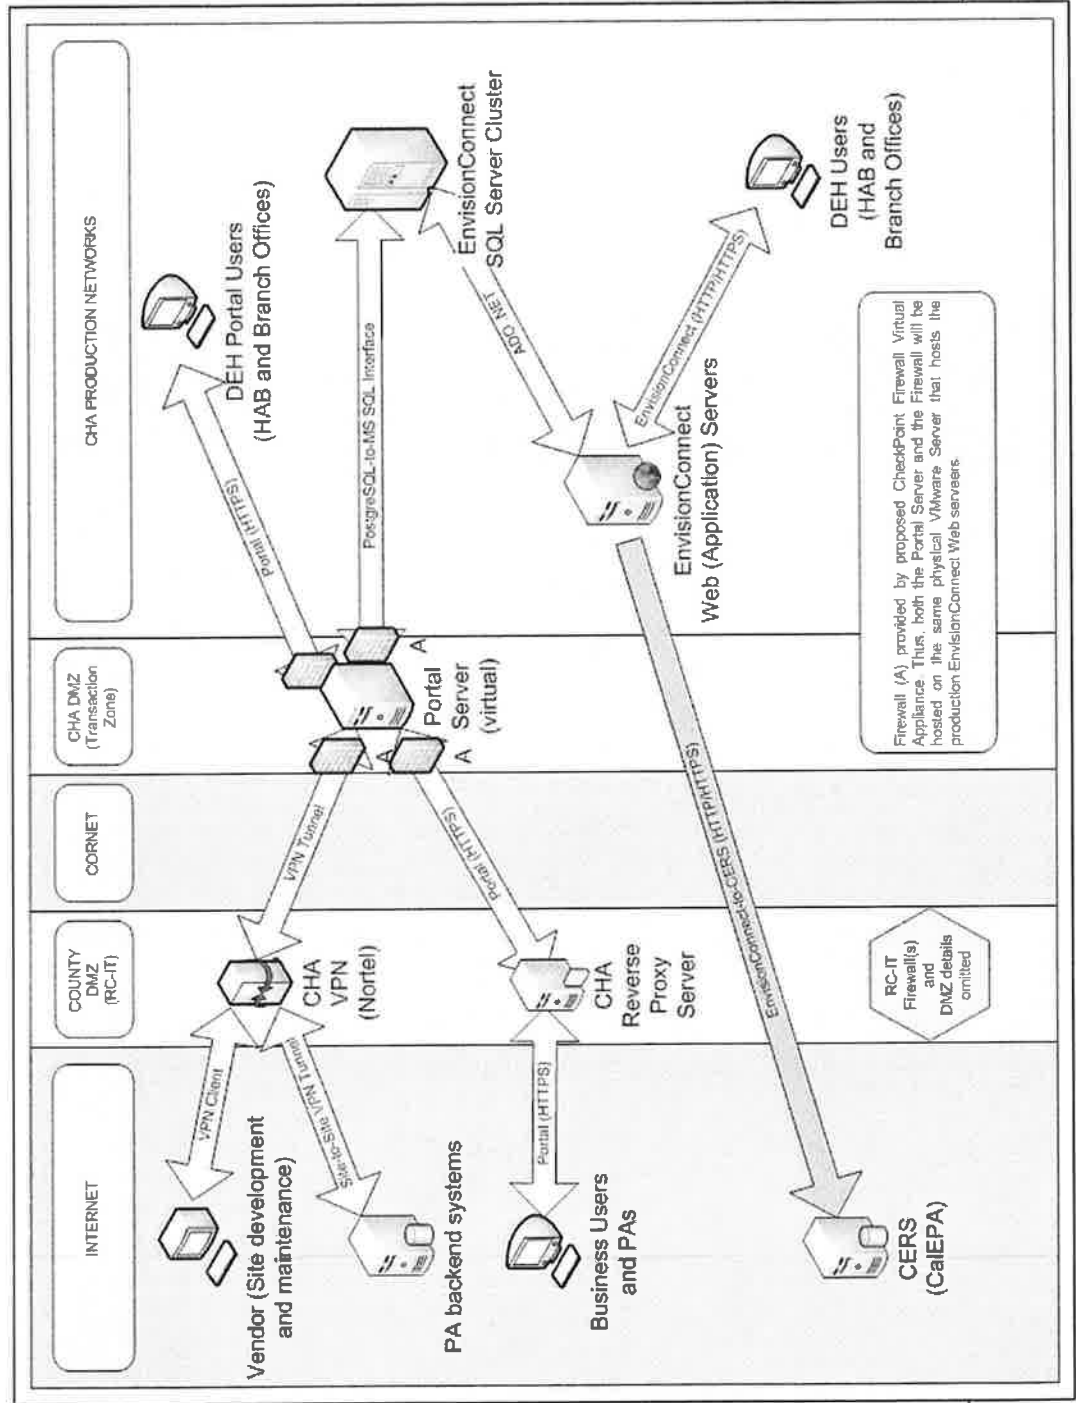 INTERNET
COUNTY
DMZ
(RC-IT)
CORNET
CHA DMZ
(Transaction
Zone)
CHA PRODUCTION NETWORKS
Vendor (Site development
and maintenance)
VPN Client
CHA
VPN
(Nortel)
VPN Tunnel
Portal (HTTPS)
DEH Portal Users
(HAB and Branch Offices)
PA backend systems
Site-to-Site VPN Tunnel
A
A
A
Portal
Server
(virtual)
PostgreSQL-to-MS SQL Interface
EnvisionConnect
SQL Server Cluster
Business Users
and PAs
Portal (HTTPS)
CHA
Reverse
Proxy
Server
Portal (HTTPS)
ADO .NET
EnvisionConnect
Web (Application) Servers
EnvisionConnect (HTTP/HTTPS)
DEH Users
(HAB and
Branch Offices)
CERS
(CalEPA)
EnvisionConnect-to-CERS (HTTP/HTTPS)
RC-IT
Firewall(s)
and
DMZ details
omitted
Firewall (A) provided by proposed CheckPoint Firewall Virtual
Appliance. Thus, both the Portal Server and the Firewall will be
hosted on the same physical VMware Server that hosts the
production EnvisionConnect Web serveers.